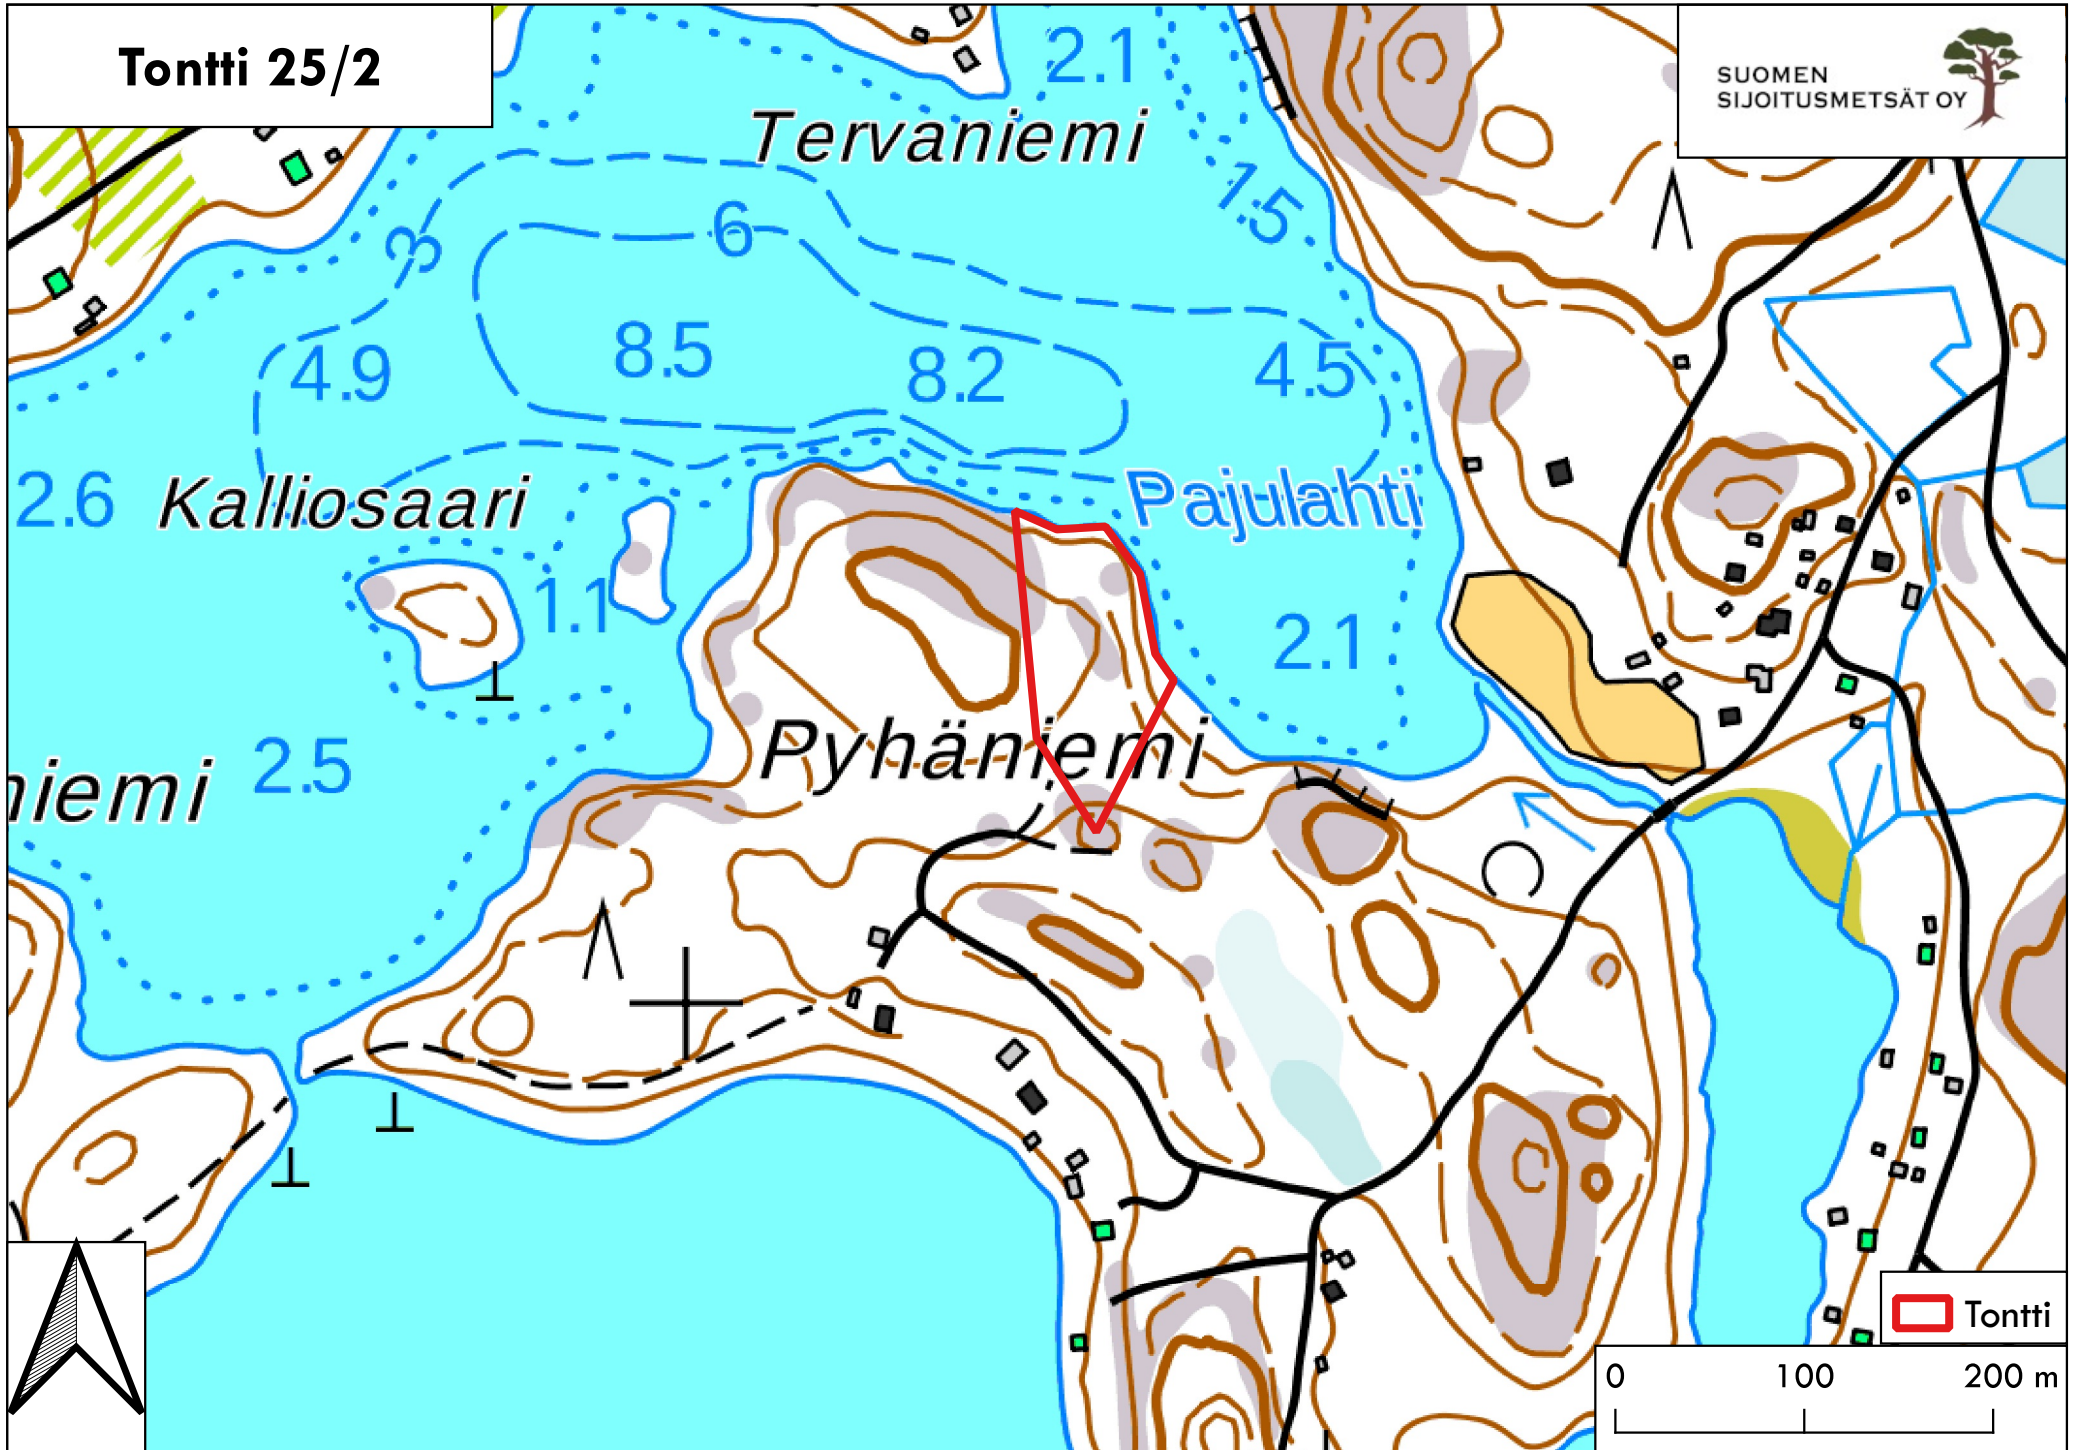 Tontti 25/2
SUOMEN
SIJOITUSMETSÄT OY
2.1
Tervaniemi
1.5
3
6
8.5
8.2
4.9
4.5
2.6
Kalliosaari
Pajulahti
1.1
2.1
Pyhäniemi
2.5
niemi
Tontti
0 100 200 m